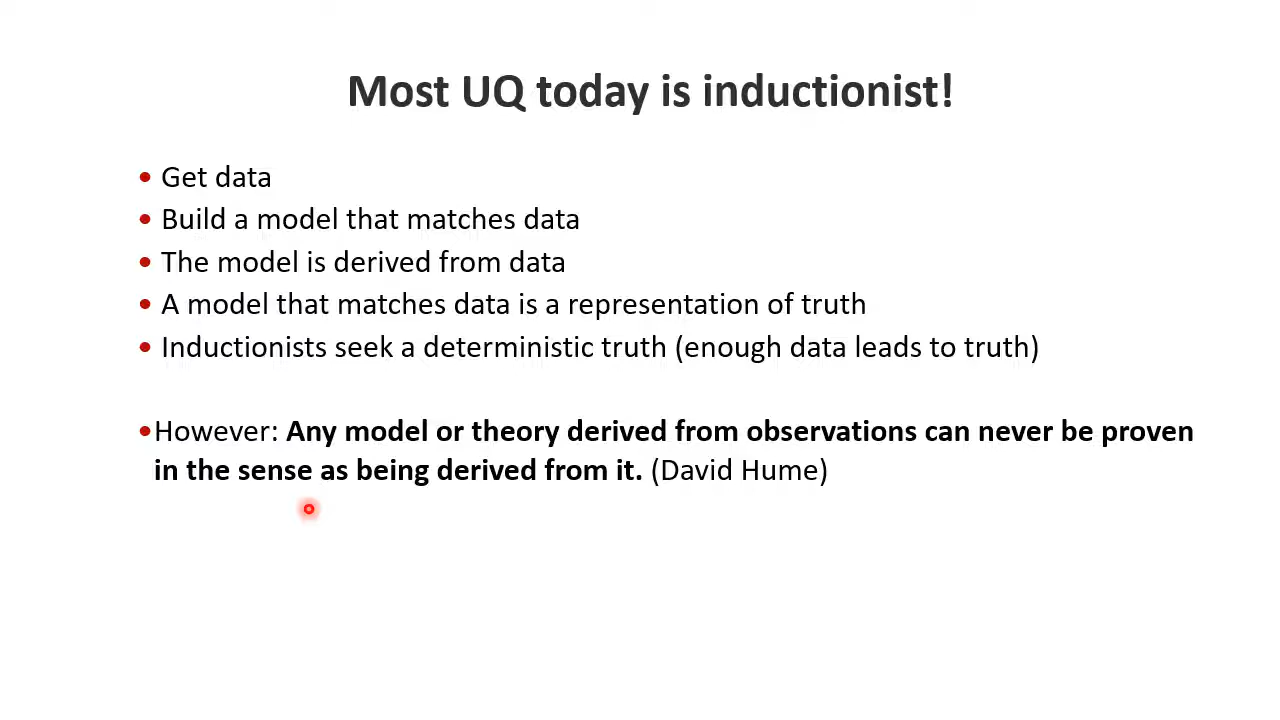 Most UQ today is inductionist!
• Get data
• Build a model that matches data
• The model is derived from data
• A model that matches data is a representation of truth
• Inductionists seek a deterministic truth (enough data leads to truth)
•However: Any model or theory derived from observations can never be proven
in the sense as being derived from it. (David Hume)